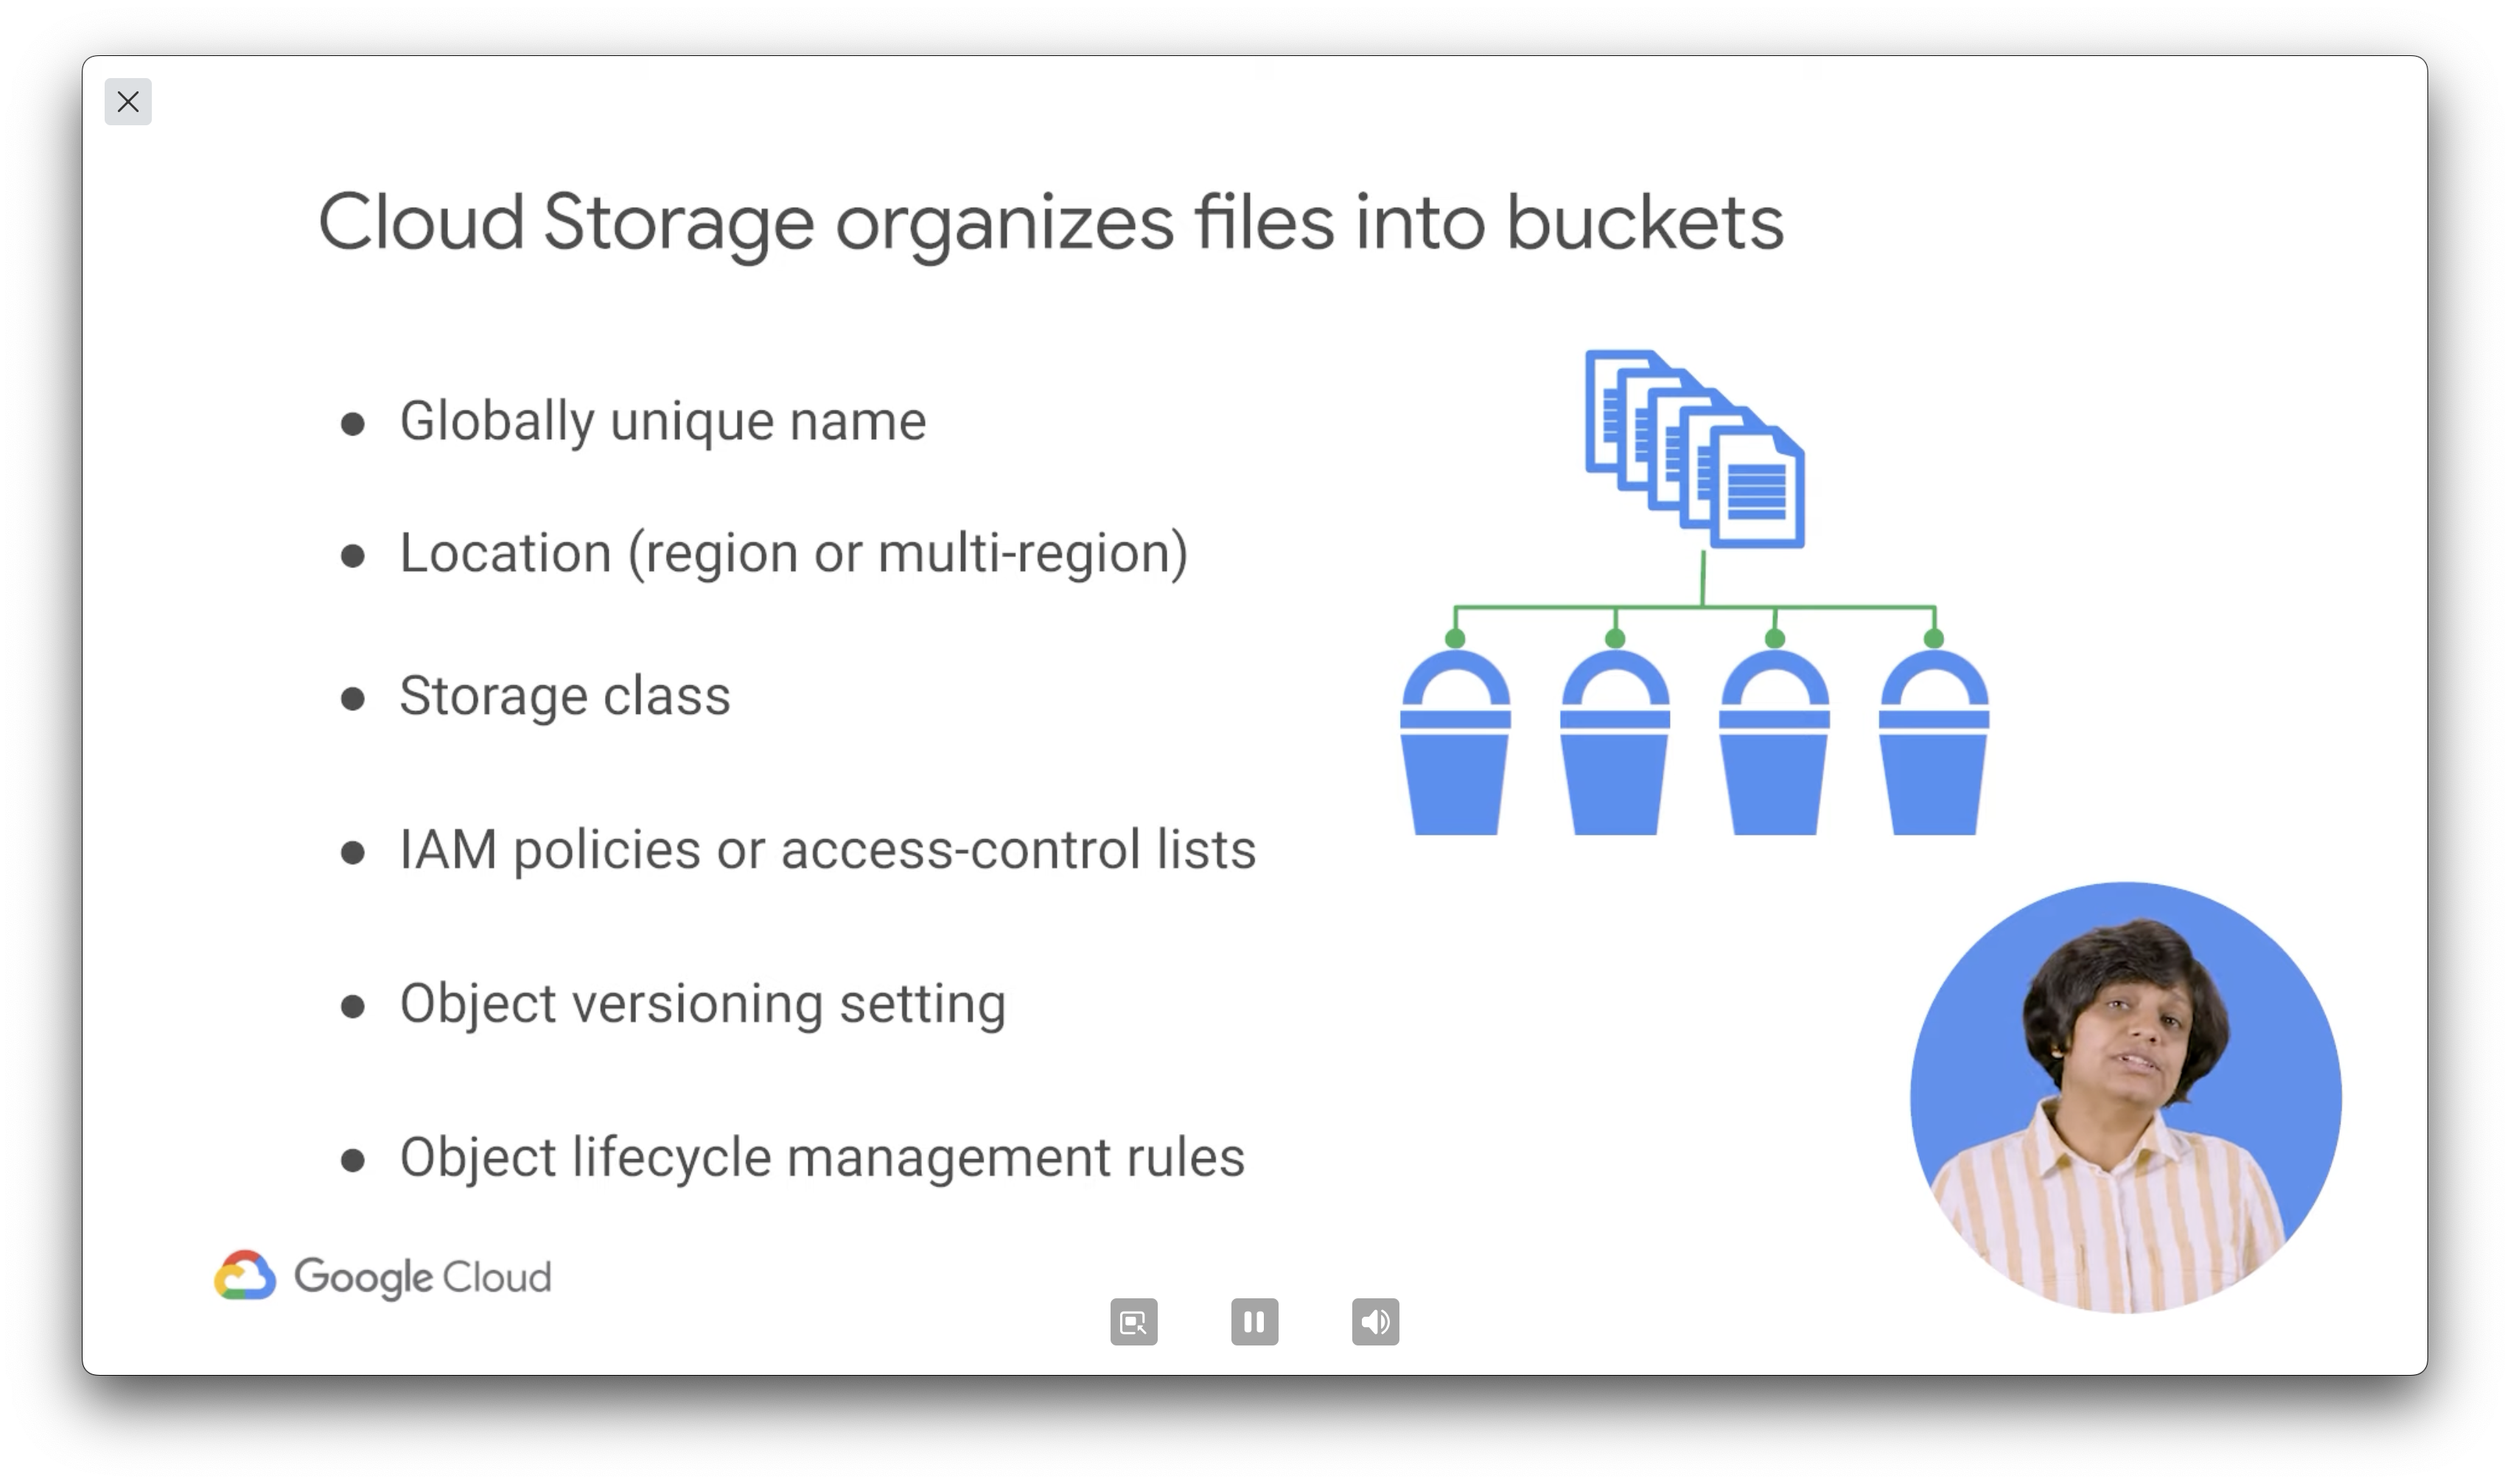 Cloud Storage organizes files into buckets
● Globally unique name
● Location (region or multi-region)
● Storage class
● IAM policies or access-control lists
● Object versioning setting
● Object lifecycle management rules
Google Cloud